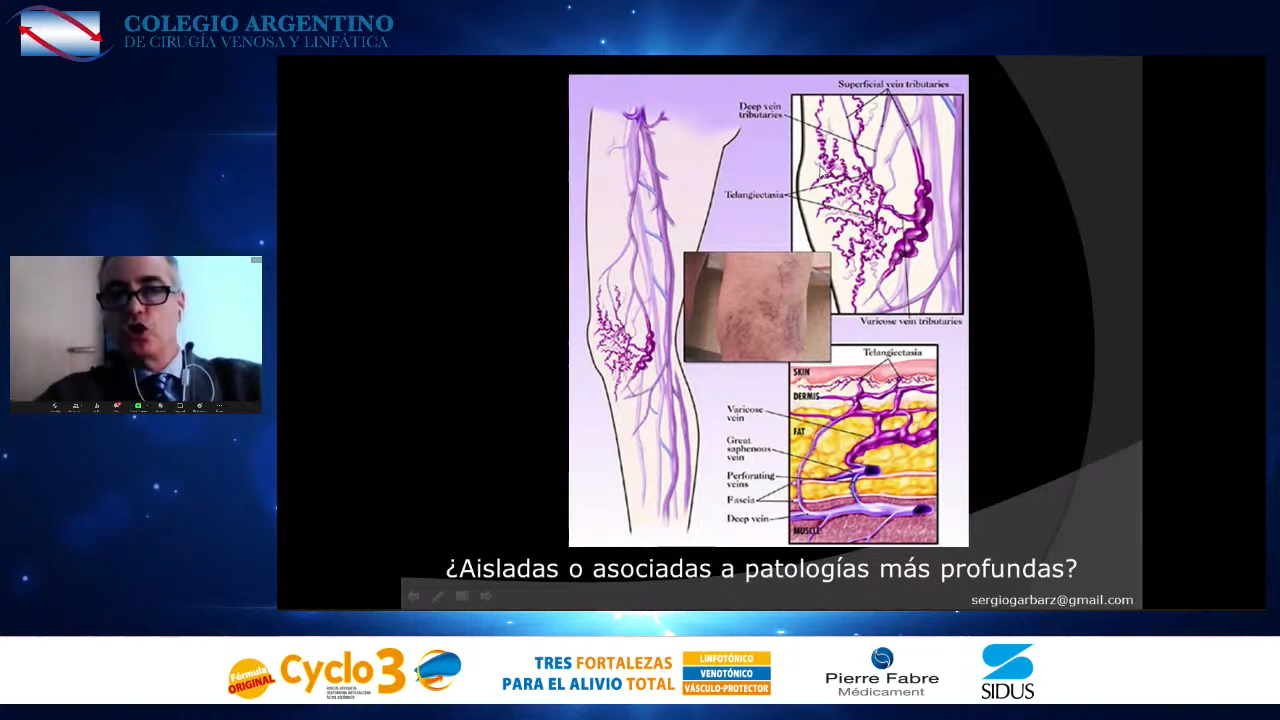 COLEGIO ARGENTINO
DE CIRUGÍA VENOSA Y LINFÁTICA
Superficial vein tributaries
Deep vein
tributaries
Telangiectasia
Varicose vein tributaries
Telangiectasia
SKIN
DERMIS
Varicose
vein
FAT
Great
saphenous
vein
Perforating
veins
Fascia
Deep vein
MUSCLE
¿Aisladas o asociadas a patologías más profundas?
sergiogarbarz@gmail.com
Fórmula
ORIGINAL
Cyclo 3
TRES FORTALEZAS
PARA EL ALIVIO TOTAL
LINFOTÓNICO
VENOTÓNICO
VÁSCULO-PROTECTOR
Pierre Fabre
Médicament
SIDUS